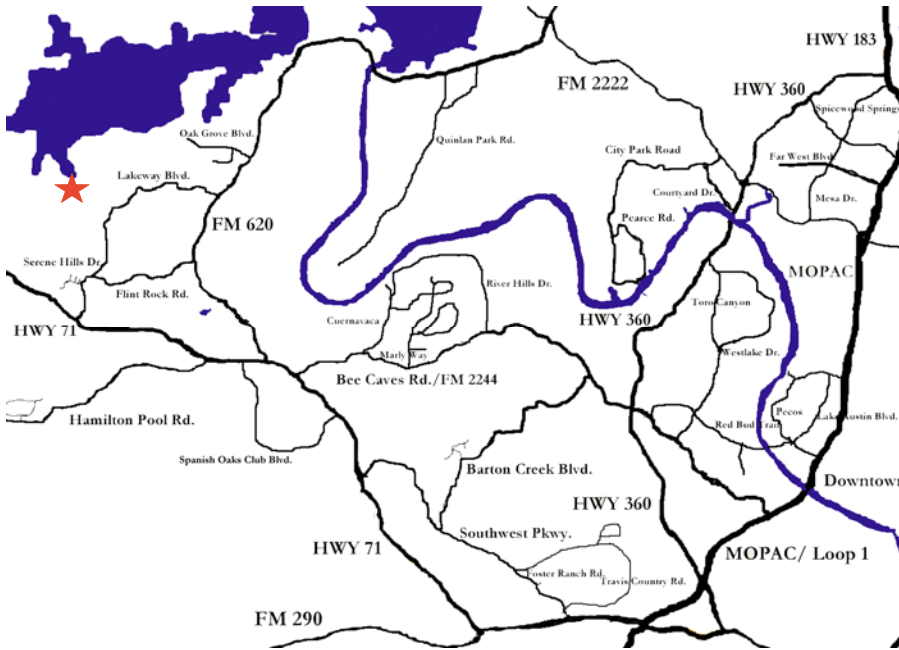 HWY 183
FM 2222
HWY 360
Spicewood Springs
Oak Grove Blvd.
Quinlan Park Rd.
City Park Road
Far West Blvd.
Lakeway Blvd.
Courtyard Dr.
Mesa Dr.
FM 620
Pearce Rd.
Serene Hills Dr.
MOPAC
Flint Rock Rd.
River Hills Dr.
Toro Canyon
HWY 71
Cuernavaca
HWY 360
Marly Way
Westlake Dr.
Bee Caves Rd./FM 2244
Hamilton Pool Rd.
Pecos
Lake Austin Blvd.
Red Bud Trail
Spanish Oaks Club Blvd.
Barton Creek Blvd.
Downtown
HWY 360
Southwest Pkwy.
HWY 71
MOPAC/ Loop 1
Foster Ranch Rd.
Travis Country Rd.
FM 290